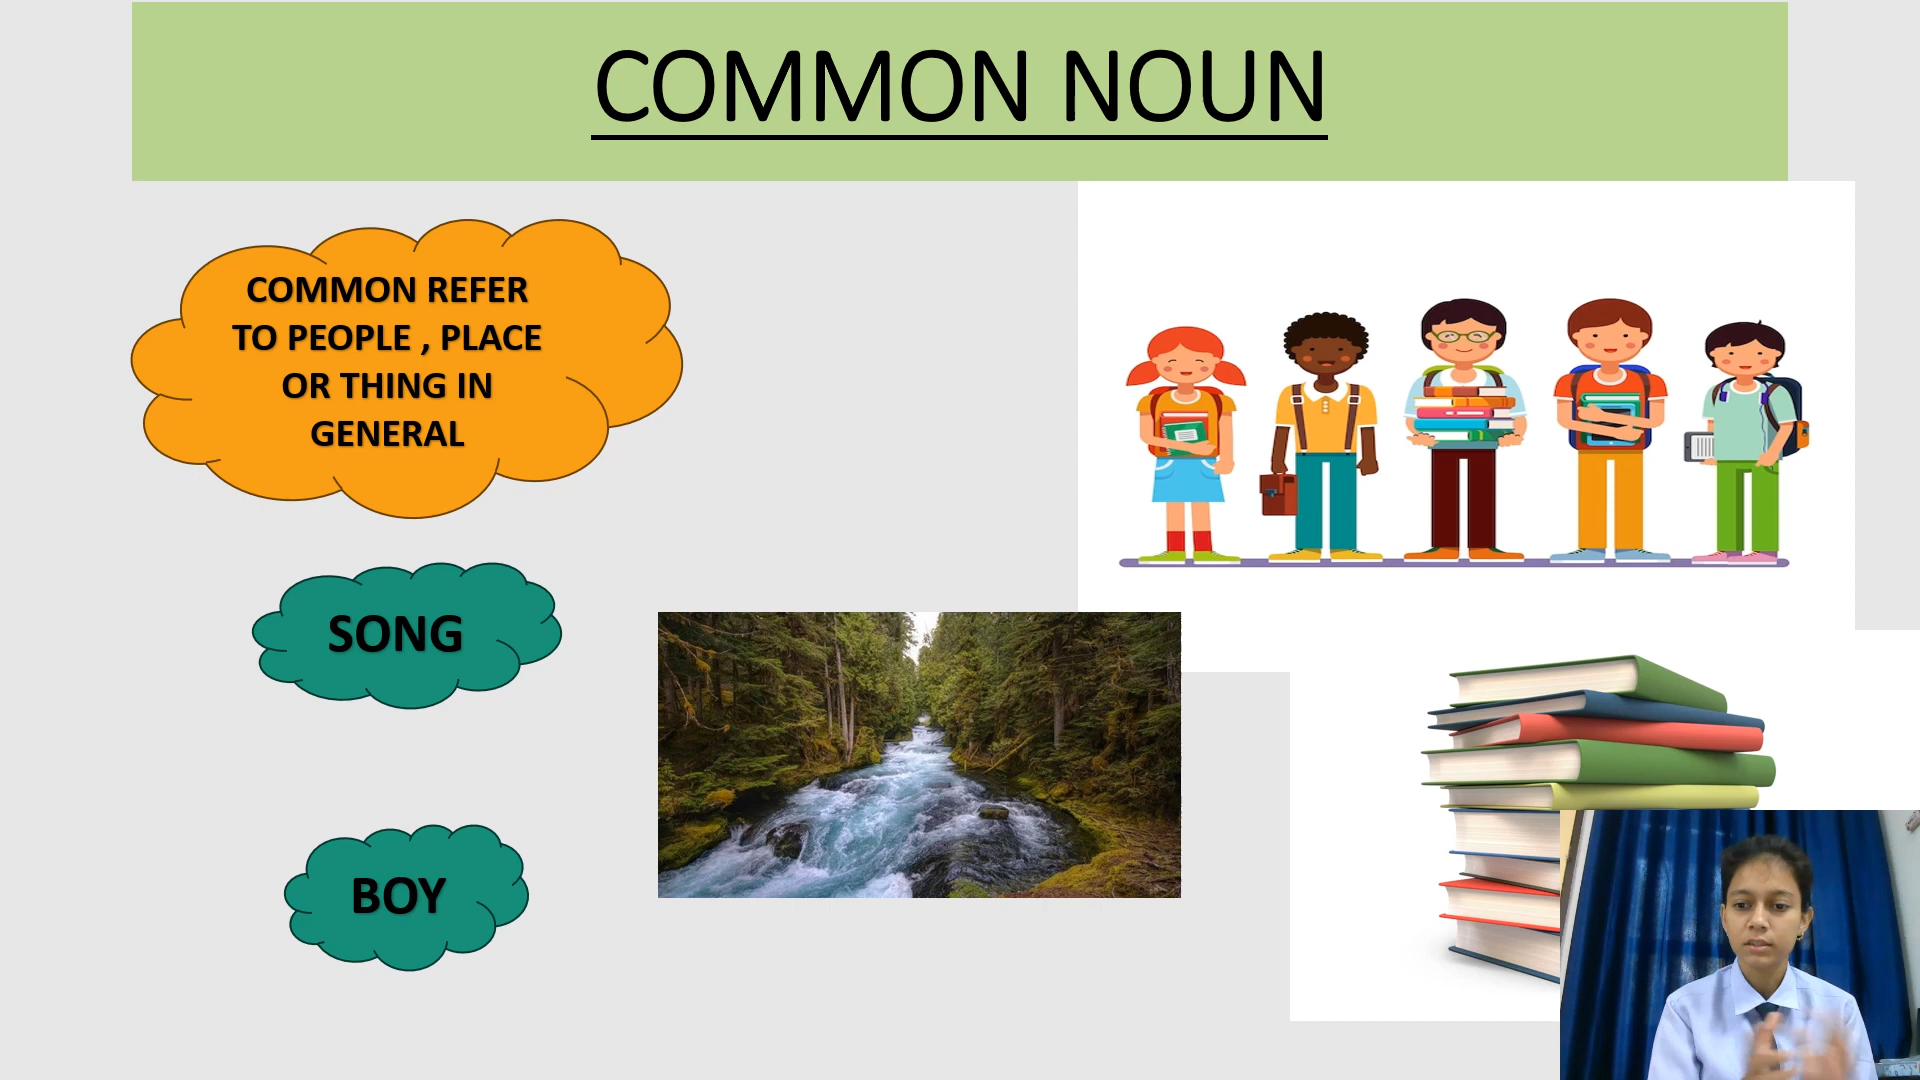 COMMON NOUN
COMMON REFER
TO PEOPLE , PLACE
OR THING IN
GENERAL
SONG
BOY